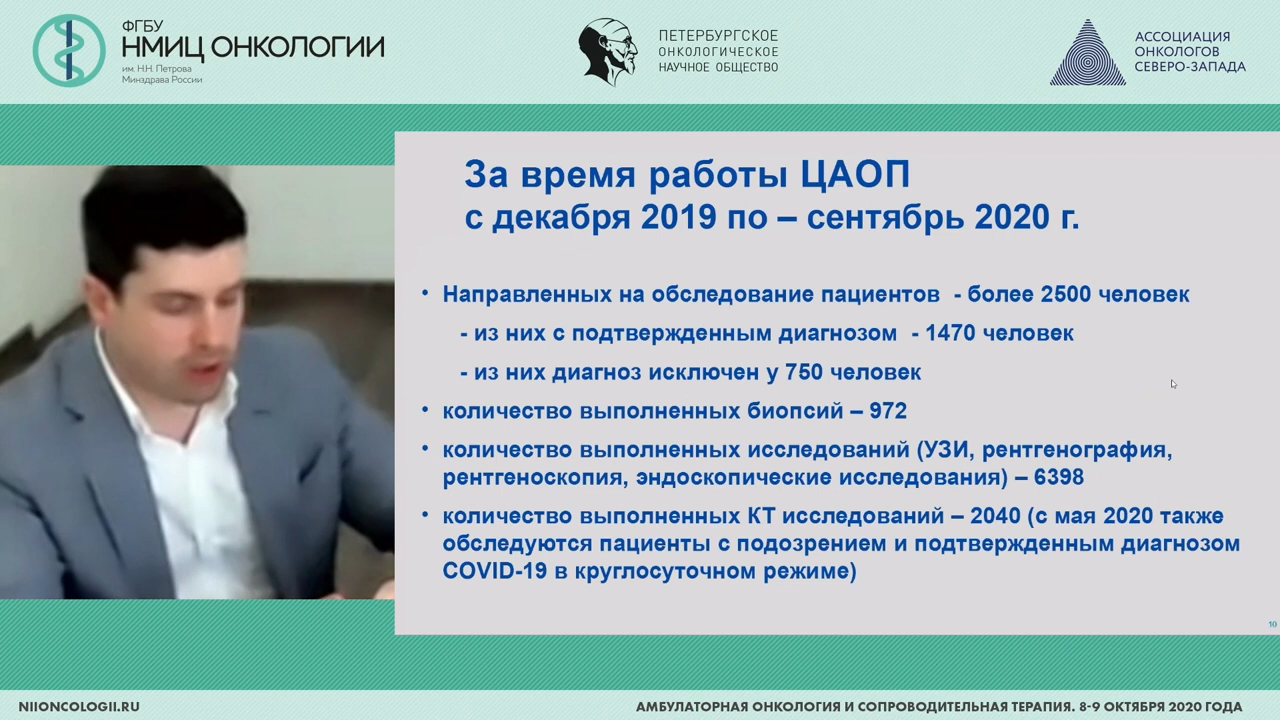 ФГБУ
НМИЦ ОНКОЛОГИИ
им. Н.Н. Петрова
Минздрава России
ПЕТЕРБУРГСКОЕ
ОНКОЛОГИЧЕСКОЕ
НАУЧНОЕ ОБЩЕСТВО
АССОЦИАЦИЯ
ОНКОЛОГОВ
СЕВЕРО-ЗАПАДА
За время работы ЦАОП
с декабря 2019 по – сентябрь 2020 г.
• Направленных на обследование пациентов - более 2500 человек
- из них с подтвержденным диагнозом - 1470 человек
- из них диагноз исключен у 750 человек
• количество выполненных биопсий – 972
• количество выполненных исследований (УЗИ, рентгенография,
рентгеноскопия, эндоскопические исследования) – 6398
• количество выполненных КТ исследований – 2040 (с мая 2020 также
обследуются пациенты с подозрением и подтвержденным диагнозом
COVID-19 в круглосуточном режиме)
10
NIIONCOLOGII.RU
АМБУЛАТОРНАЯ ОНКОЛОГИЯ И СОПРОВОДИТЕЛЬНАЯ ТЕРАПИЯ. 8-9 ОКТЯБРЯ 2020 ГОДА